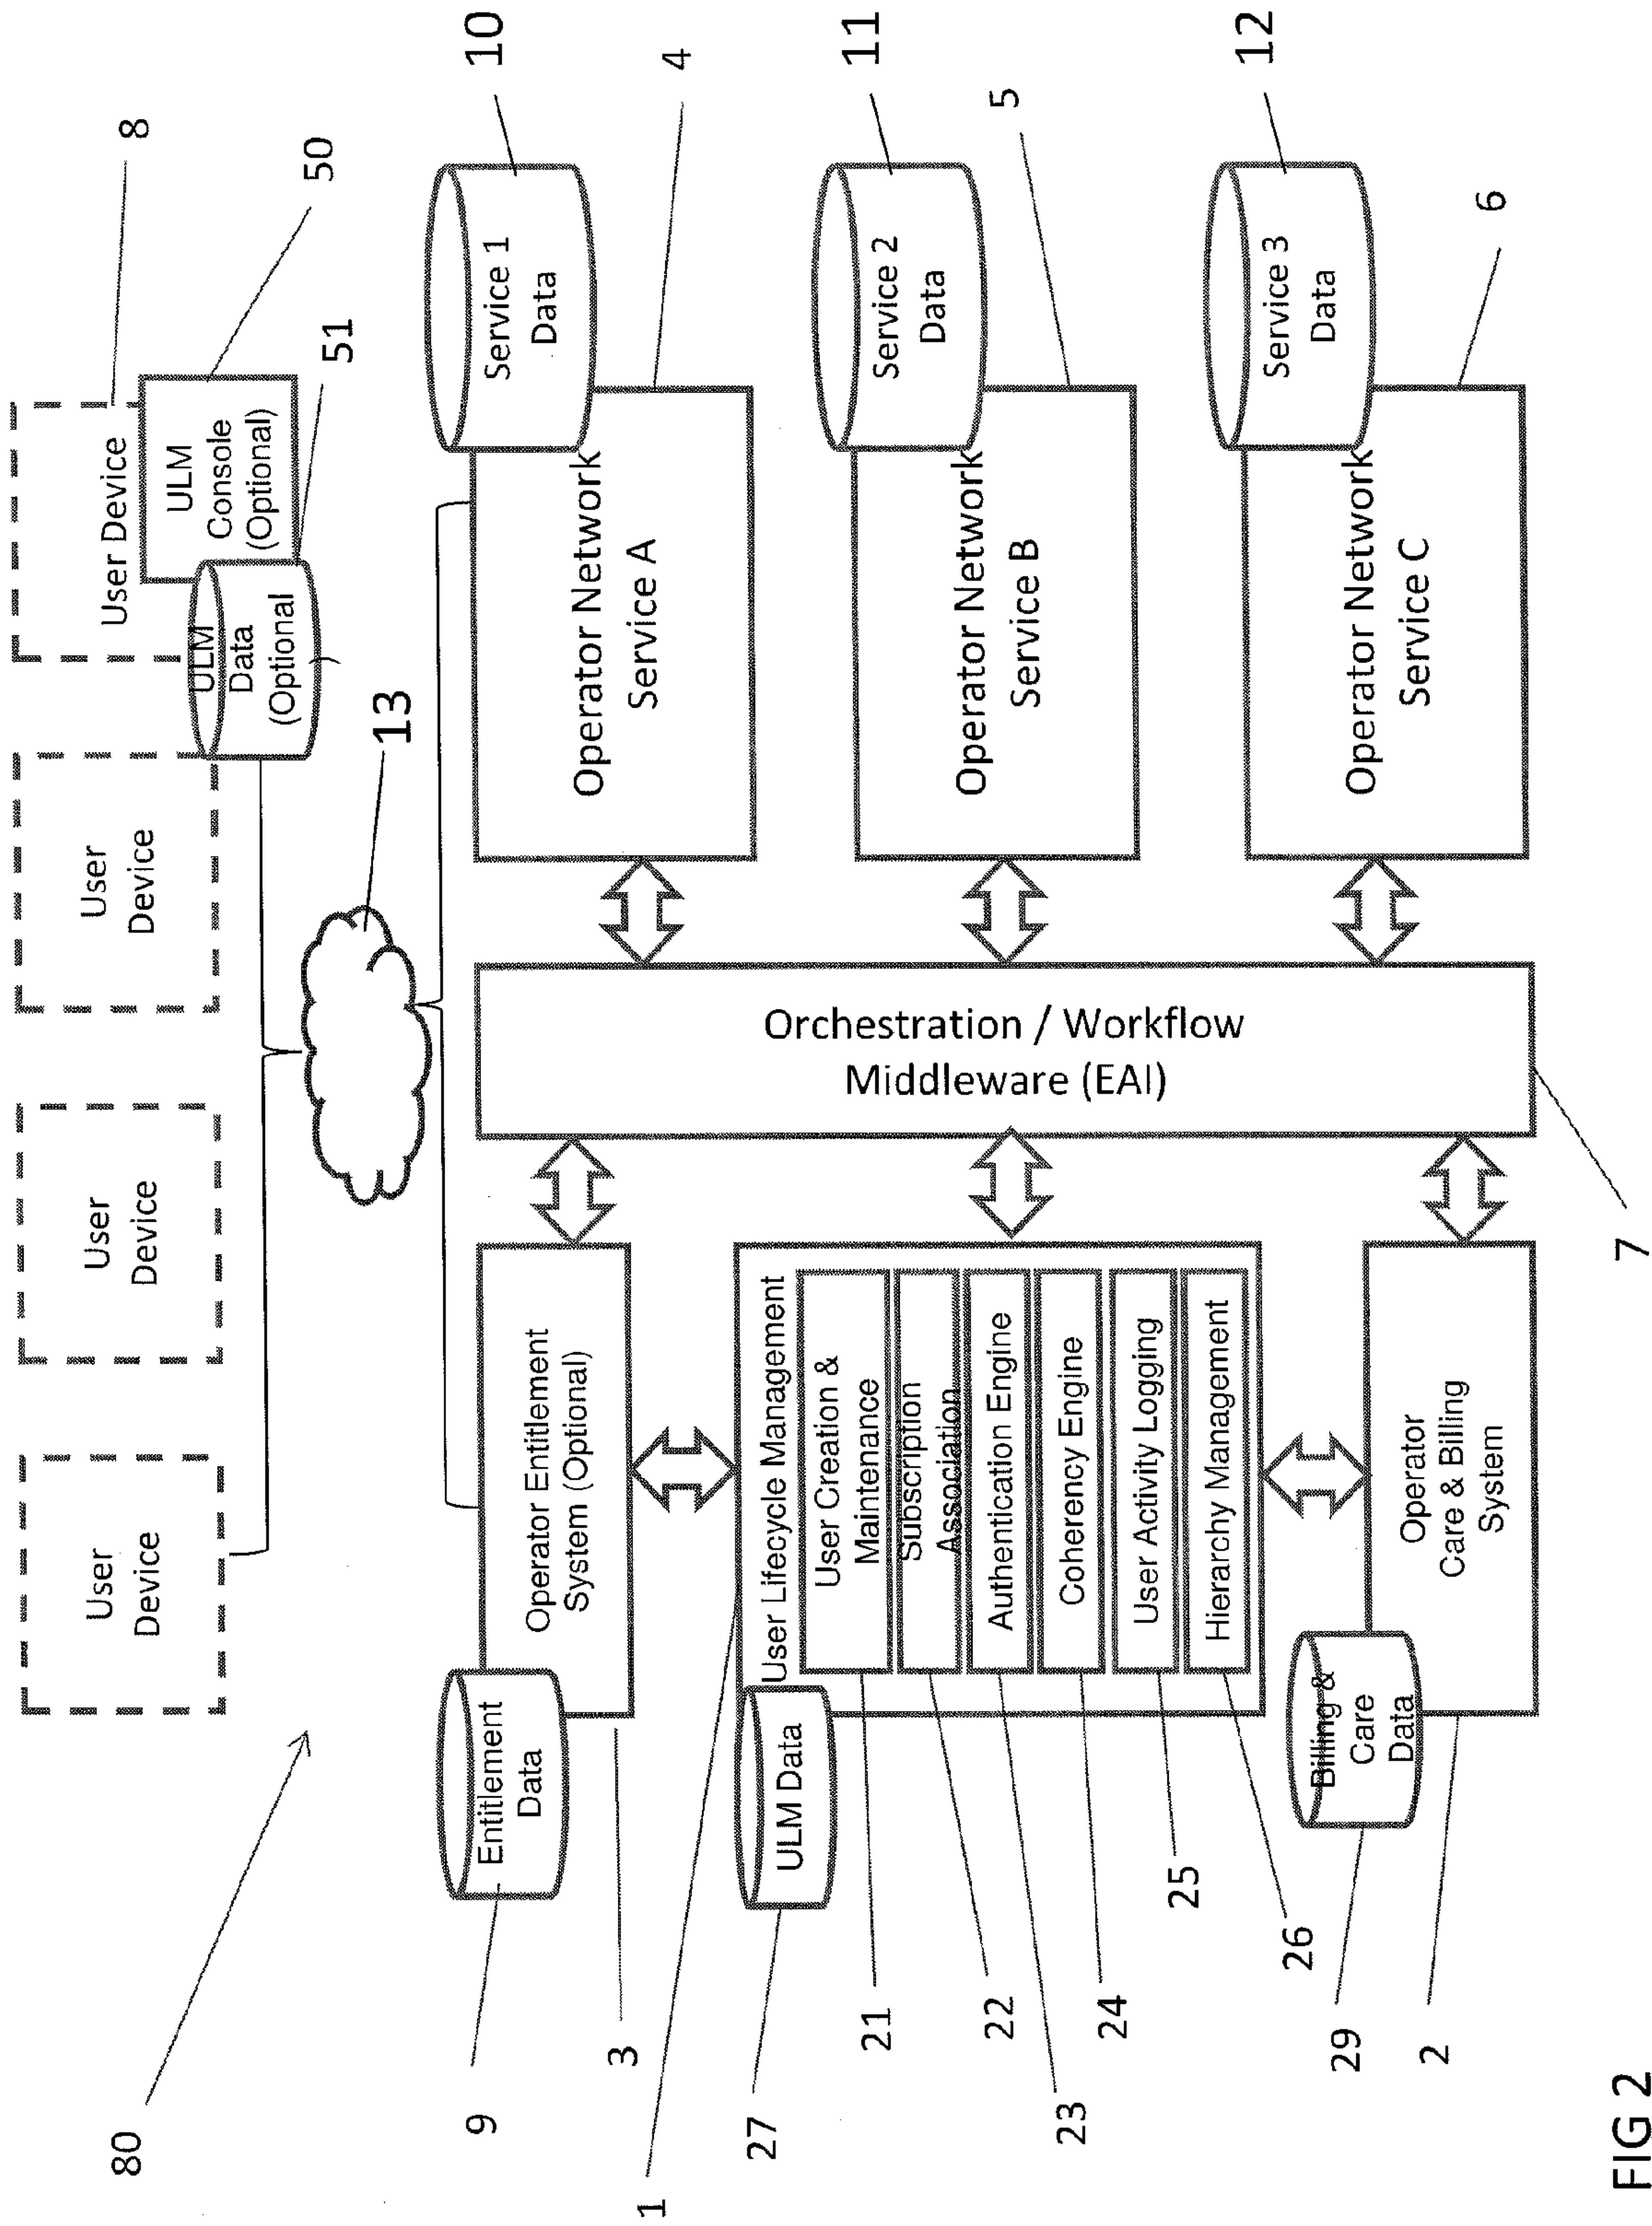 80
User
Device
User
Device
User
Device
User Device
8
ULM
Console
(Optional)
50
ULM
Data
(Optional
51
13
9
Entitlement
Data
Operator Entitlement
System (Optional)
3
1
27
ULM Data
User Lifecycle Management
User Creation &
Maintenance
21
Subscription
Association
22
Authentication Engine
23
Coherency Engine
24
User Activity Logging
25
Hierarchy Management
26
29
Billing &
Care
Data
Operator
Care & Billing
System
2
Orchestration / Workflow
Middleware (EAI)
7
Operator Network
Service A
Service 1
Data
10
4
Operator Network
Service B
Service 2
Data
11
5
Operator Network
Service C
Service 3
Data
12
6
FIG 2